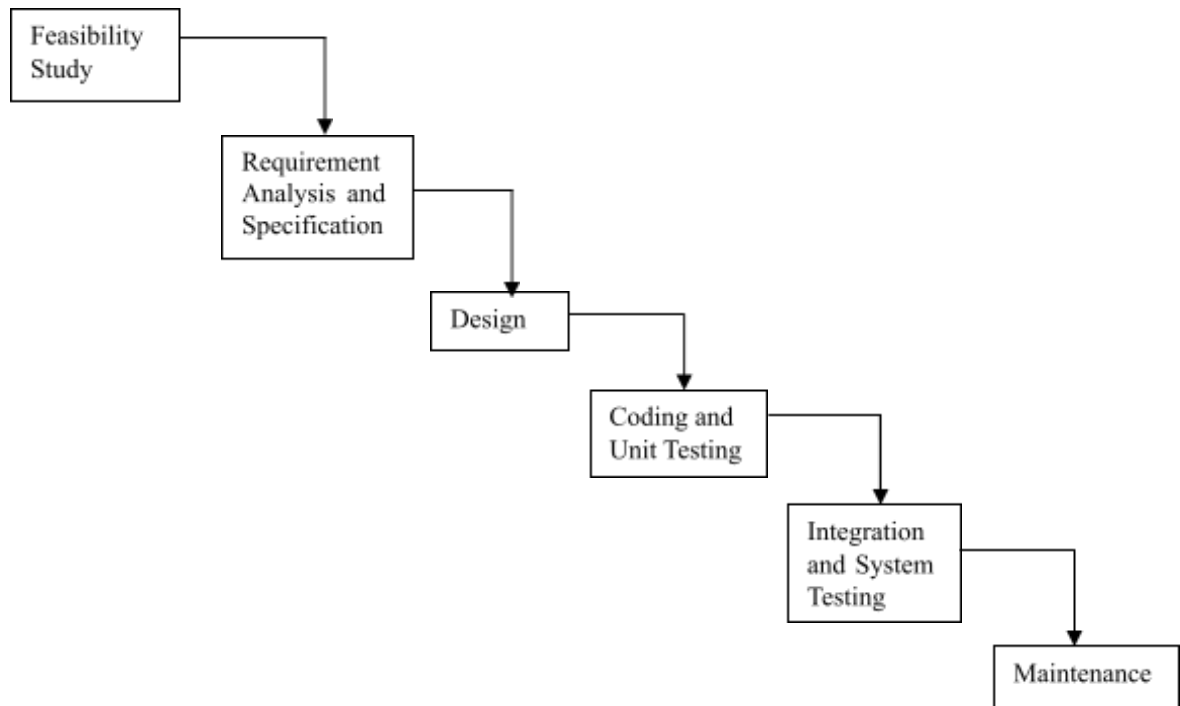 Feasibility
Study
Requirement
Analysis and
Specification
Design
Coding and
Unit Testing
Integration
and System
Testing
Maintenance